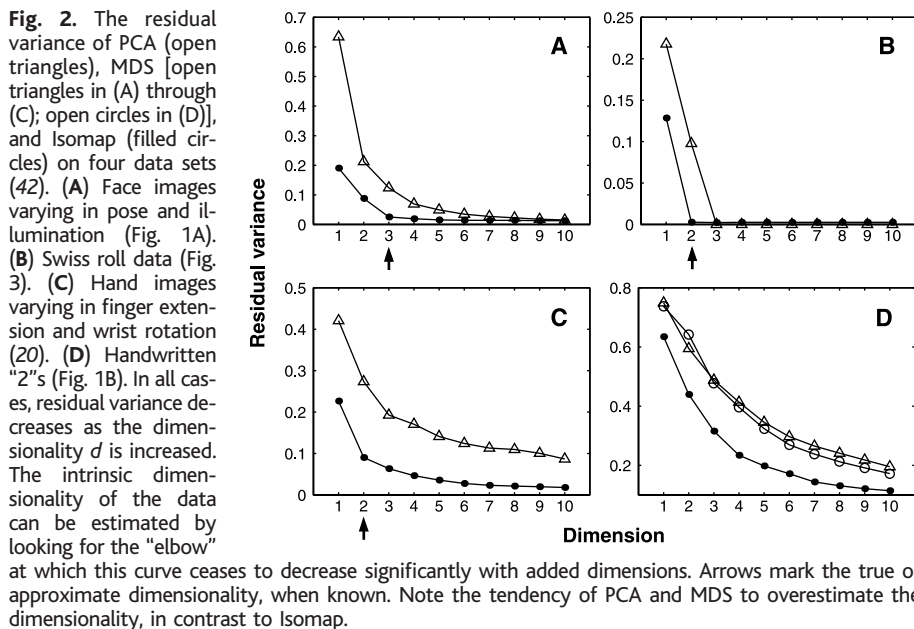 Fig. 2. The residual
variance of PCA (open
triangles), MDS [open
triangles in (A) through
(C); open circles in (D)],
and Isomap (filled cir-
cles) on four data sets
(42). (A) Face images
varying in pose and il-
lumination (Fig. 1A).
(B) Swiss roll data (Fig.
3). (C) Hand images
varying in finger exten-
sion and wrist rotation
(20). (D) Handwritten
"2"s (Fig. 1B). In all cas-
es, residual variance de-
creases as the dimen-
sionality d is increased.
The intrinsic dimen-
sionality of the data
can be estimated by
looking for the "elbow"
at which this curve ceases to decrease significantly with added dimensions. Arrows mark the true o
approximate dimensionality, when known. Note the tendency of PCA and MDS to overestimate the
dimensionality, in contrast to Isomap.
Residual variance
A
0.7
0.6
0.5
0.4
0.3
0.2
0.1
0
1 2 3 4 5 6 7 8 9 10
B
0.25
0.2
0.15
0.1
0.05
0
1 2 3 4 5 6 7 8 9 10
C
0.5
0.4
0.3
0.2
0.1
0
1 2 3 4 5 6 7 8 9 10
D
0.8
0.6
0.4
0.2
1 2 3 4 5 6 7 8 9 10
Dimension